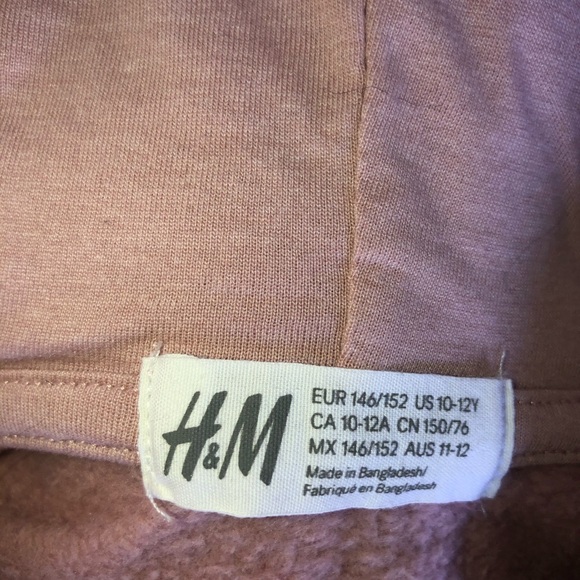 H&M
EUR 146/152 US 10-12Y
CA 10-12A CN 150/76
MX 146/152 AUS 11-12
Made in Bangladesh/
Fabriqué en Bangladesh